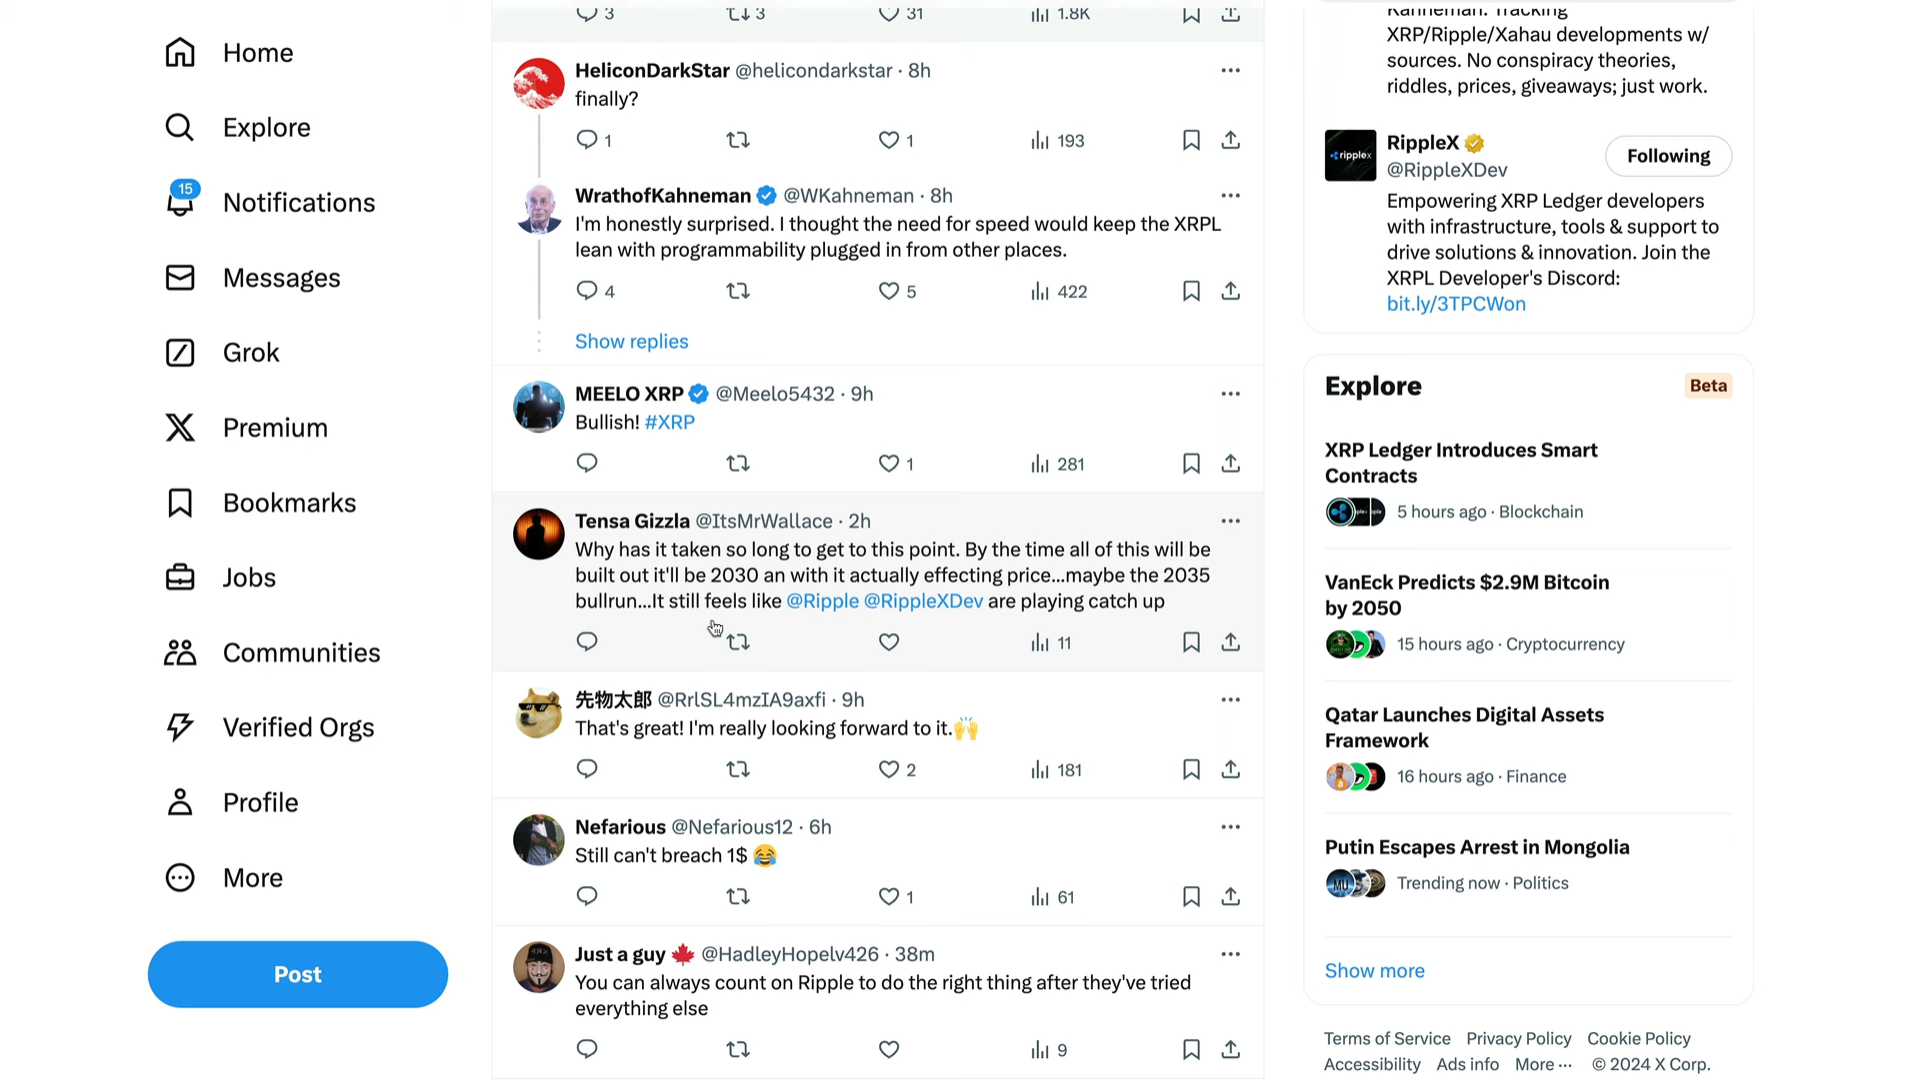 Home
Explore
15
Notifications
Messages
Grok
Premium
Bookmarks
Jobs
Communities
Verified Orgs
Profile
More
Post
3 3 31 1.8K
HeliconDarkStar @helicondarkstar · 8h
finally?
1 1 193
WrathofKahneman @WKahneman · 8h
I'm honestly surprised. I thought the need for speed would keep the XRPL
lean with programmability plugged in from other places.
4 5 422
Show replies
MEELO XRP @Meelo5432 · 9h
Bullish! #XRP
1 281
Tensa Gizzla @ItsMrWallace · 2h
Why has it taken so long to get to this point. By the time all of this will be
built out it'll be 2030 an with it actually effecting price...maybe the 2035
bullrun...It still feels like @Ripple @RippleXDev are playing catch up
11
先物太郎 @RrlSL4mzIA9axfi · 9h
That's great! I'm really looking forward to it.🙌
2 181
Nefarious @Nefarious12 · 6h
Still can't breach 1$ 😂
1 61
Just a guy 🍁 @HadleyHopelv426 · 38m
You can always count on Ripple to do the right thing after they've tried
everything else
9
Kahneman. Tracking
XRP/Ripple/Xahau developments w/
sources. No conspiracy theories,
riddles, prices, giveaways; just work.
ripplex
RippleX
@RippleXDev
Following
Empowering XRP Ledger developers
with infrastructure, tools & support to
drive solutions & innovation. Join the
XRPL Developer's Discord:
bit.ly/3TPCWon
Explore
Beta
XRP Ledger Introduces Smart
Contracts
5 hours ago · Blockchain
VanEck Predicts $2.9M Bitcoin
by 2050
15 hours ago · Cryptocurrency
Qatar Launches Digital Assets
Framework
16 hours ago · Finance
Putin Escapes Arrest in Mongolia
MU
Trending now · Politics
Show more
Terms of Service Privacy Policy Cookie Policy
Accessibility Ads info More ··· © 2024 X Corp.